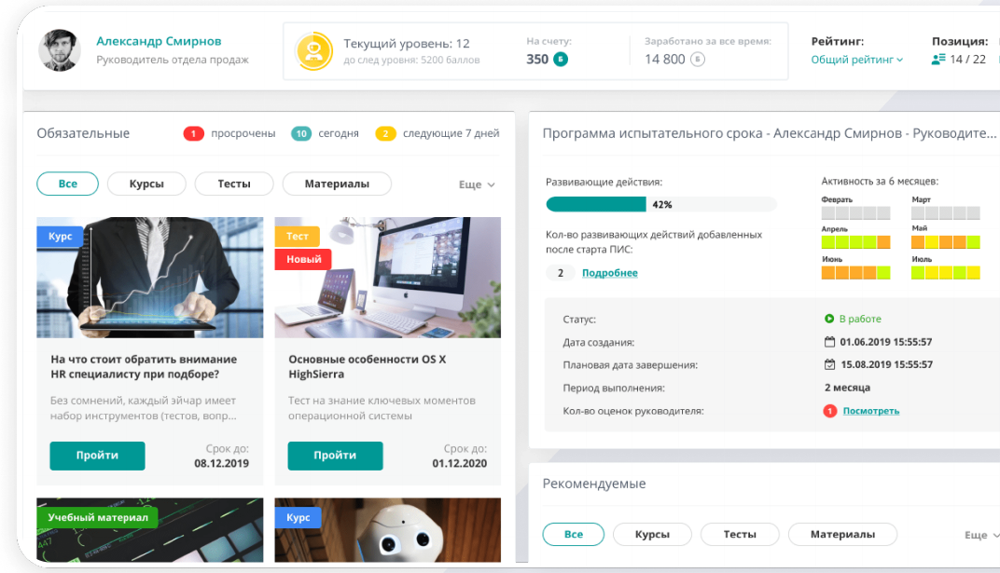 Александр Смирнов
Руководитель отдела продаж
Текущий уровень: 12
до след уровня: 5200 баллов
На счету:
350 Б
Заработано за все время:
14 800 Б
Рейтинг:
Общий рейтинг
Позиция:
14 / 22
Обязательные
1 просрочены 10 сегодня 2 следующие 7 дней
Все Курсы Тесты Материалы Еще
Курс
На что стоит обратить внимание
HR специалисту при подборе?
Без сомнений, каждый эйчар имеет
набор инструментов (тестов, вопр...
Пройти
Срок до:
08.12.2019
Тест
Новый
Основные особенности OS X
HighSierra
Тест на знание ключевых моментов
операционной системы
Пройти
Срок до:
01.12.2020
Учебный материал
Курс
Программа испытательного срока - Александр Смирнов - Руководите...
Развивающие действия:
42%
Кол-во развивающих действий добавленных
после старта ПИС:
2 Подробнее
Активность за 6 месяцев:
Февраль Март
Апрель Май
Июнь Июль
Статус: В работе
Дата создания: 01.06.2019 15:55:57
Плановая дата завершения: 15.08.2019 15:55:57
Период выполнения: 2 месяца
Кол-во оценок руководителя: 1 Посмотреть
Рекомендуемые
Все Курсы Тесты Материалы Еще